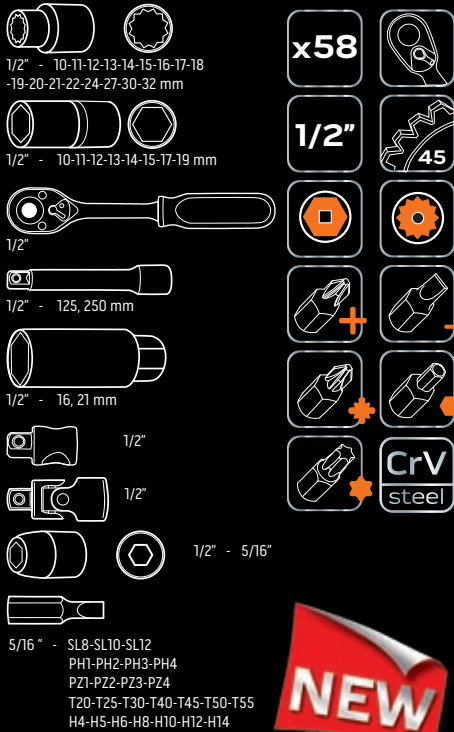 1/2” - 10-11-12-13-14-15-16-17-18
-19-20-21-22-24-27-30-32 mm
1/2” - 10-11-12-13-14-15-17-19 mm
1/2”
1/2” - 125, 250 mm
1/2” - 16, 21 mm
1/2”
1/2”
1/2” - 5/16”
5/16 ” - SL8-SL10-SL12
PH1-PH2-PH3-PH4
PZ1-PZ2-PZ3-PZ4
T20-T25-T30-T40-T45-T50-T55
H4-H5-H6-H8-H10-H12-H14
x58
1/2”
45
CrV
steel
NEW